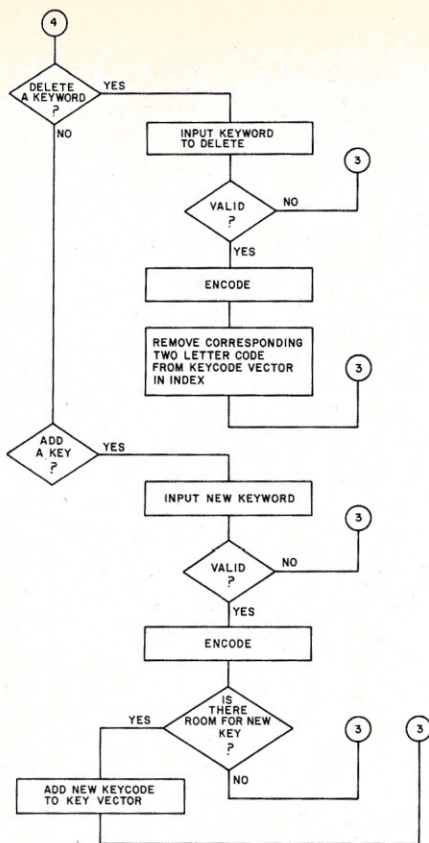 4
DELETE
A KEYWORD
?
YES
NO
INPUT KEYWORD
TO DELETE
3
VALID
?
NO
YES
ENCODE
REMOVE CORRESPONDING
TWO LETTER CODE
FROM KEYCODE VECTOR
IN INDEX
3
ADD
A KEY
?
YES
INPUT NEW KEYWORD
3
VALID
?
NO
YES
ENCODE
IS
THERE
ROOM FOR NEW
KEY
?
YES
NO
3
3
ADD NEW KEYCODE
TO KEY VECTOR